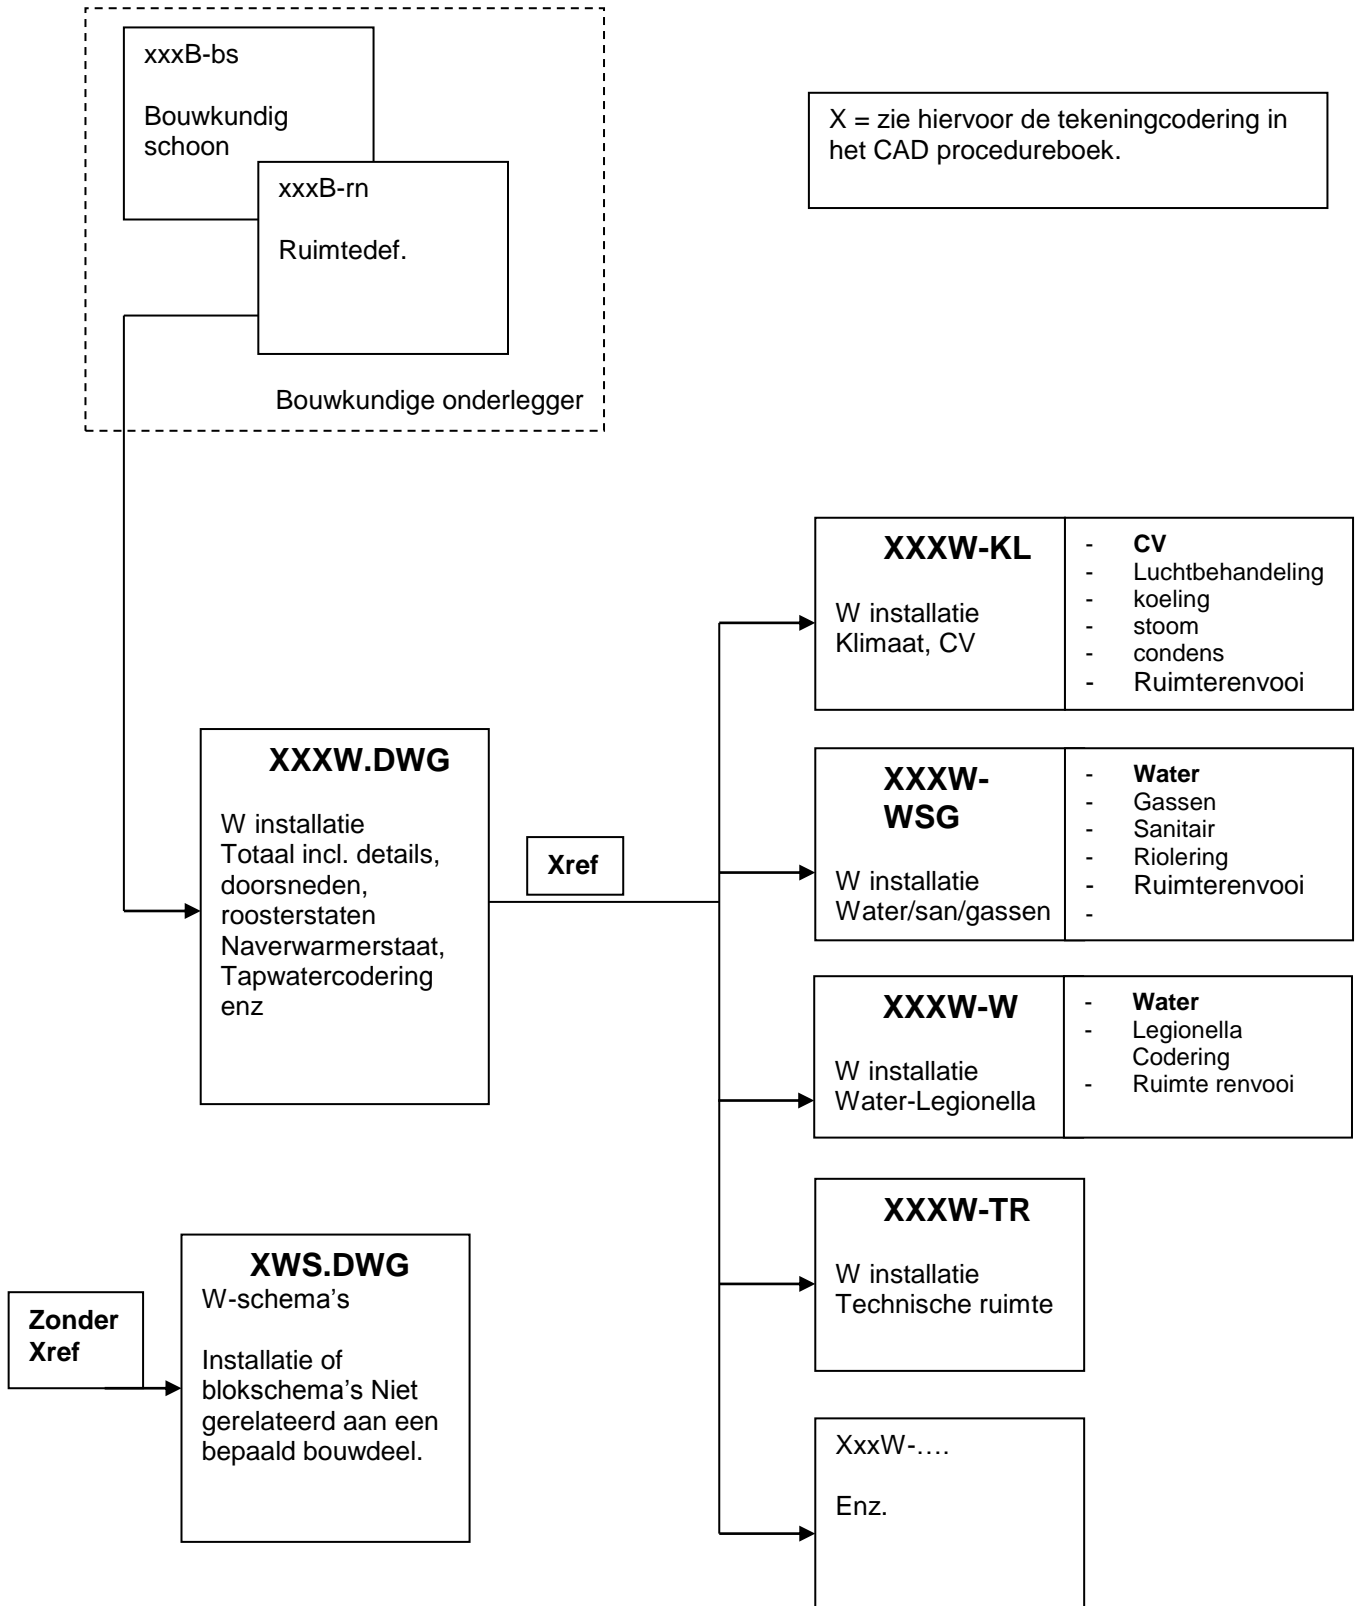 xxxB-bs
Bouwkundig
schoon
xxxB-rn
Ruimtedef.
Bouwkundige onderlegger
X = zie hiervoor de tekeningcodering in
het CAD procedureboek.
XXXW.DWG
W installatie
Totaal incl. details,
doorsneden,
roosterstaten
Naverwarmerstaat,
Tapwatercodering
enz
Xref
XXXW-KL
W installatie
Klimaat, CV
- CV
- Luchtbehandeling
- koeling
- stoom
- condens
- Ruimterenvooi
XXXW-
WSG
W installatie
Water/san/gassen
- Water
- Gassen
- Sanitair
- Riolering
- Ruimterenvooi
-
XXXW-W
W installatie
Water-Legionella
- Water
- Legionella
Codering
- Ruimte renvooi
XXXW-TR
W installatie
Technische ruimte
XxxW-….
Enz.
Zonder
Xref
XWS.DWG
W-schema’s
Installatie of
blokschema’s Niet
gerelateerd aan een
bepaald bouwdeel.